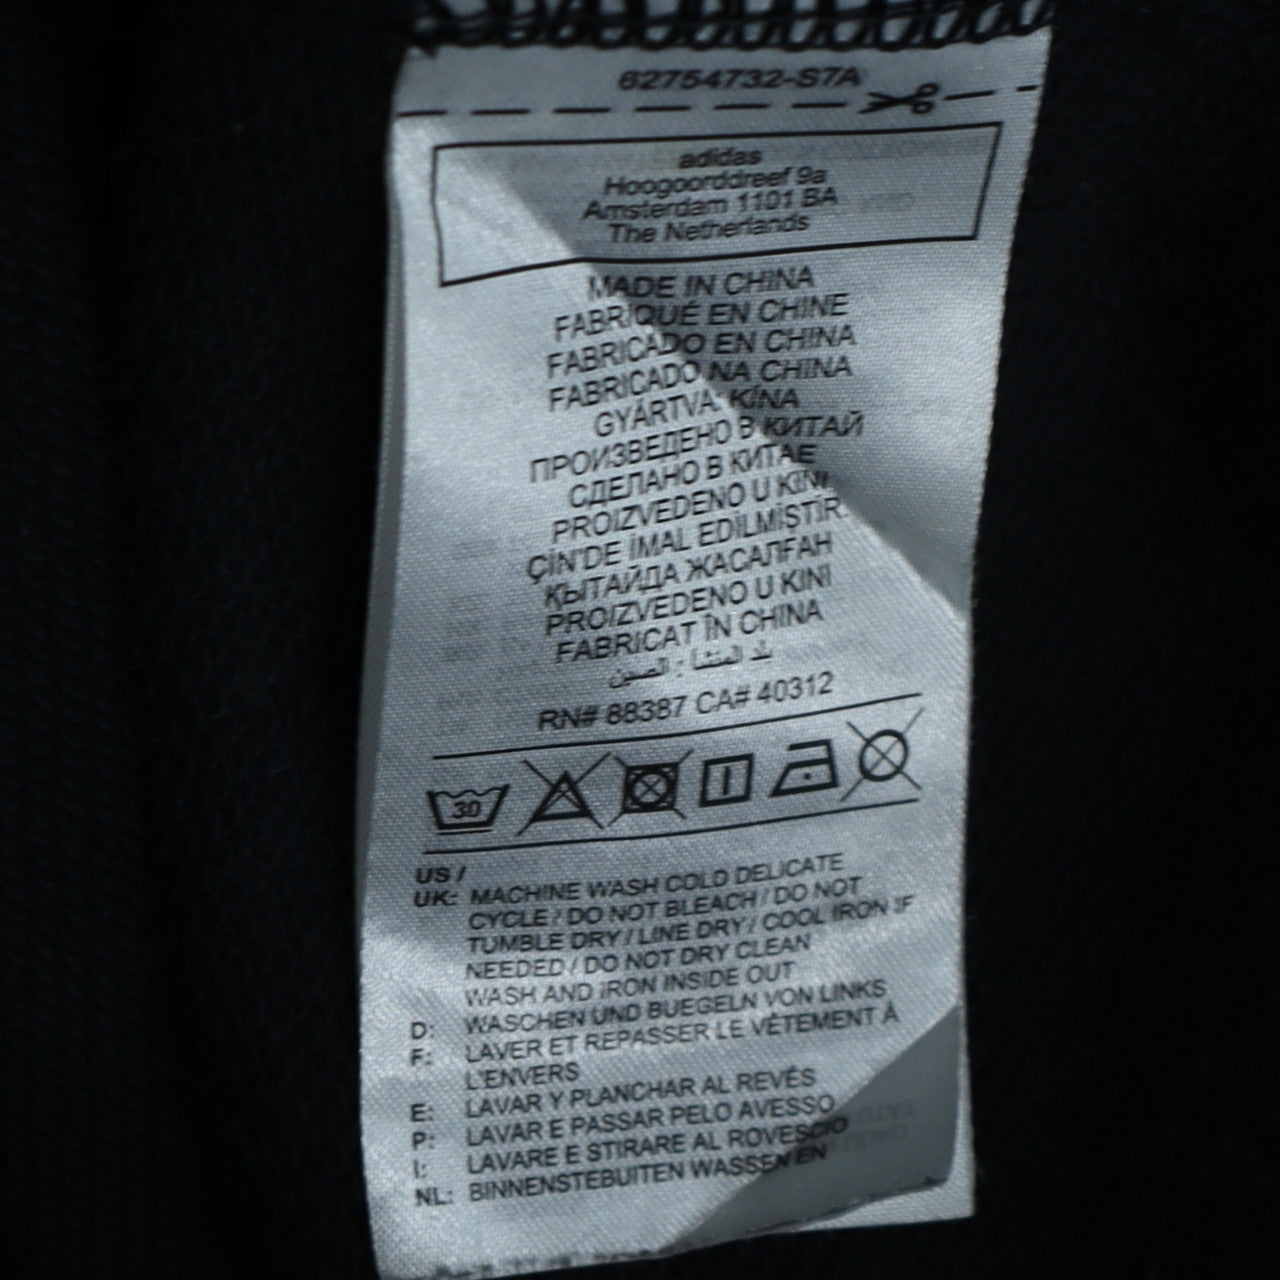 62754732-S7A
adidas
Hoogoorddreef 9a
Amsterdam 1101 BA
The Netherlands
MADE IN CHINA
FABRIQUÉ EN CHINE
FABRICADO EN CHINA
FABRICADO NA CHINA
GYÁRTVA: KÍNA
ПРОИЗВЕДЕНО В КИТАЙ
СДЕЛАНО В КИТАЕ
PROIZVEDENO U KINI
ÇİN'DE İMAL EDİLMİŞTİR.
ҚЫТАЙДА ЖАСАЛҒАН
PROIZVEDENO U KINI
FABRICAT ÎN CHINA
بلد المنشأ : الصين
RN# 88387 CA# 40312
30
US /
UK: MACHINE WASH COLD DELICATE
CYCLE / DO NOT BLEACH / DO NOT
TUMBLE DRY / LINE DRY / COOL IRON IF
NEEDED / DO NOT DRY CLEAN
WASH AND IRON INSIDE OUT
D: WASCHEN UND BUEGELN VON LINKS
F: LAVER ET REPASSER LE VÊTEMENT À
L'ENVERS
E: LAVAR Y PLANCHAR AL REVÉS
P: LAVAR E PASSAR PELO AVESSO
I: LAVARE E STIRARE AL ROVESCIO
NL: BINNENSTEBUITEN WASSEN EN